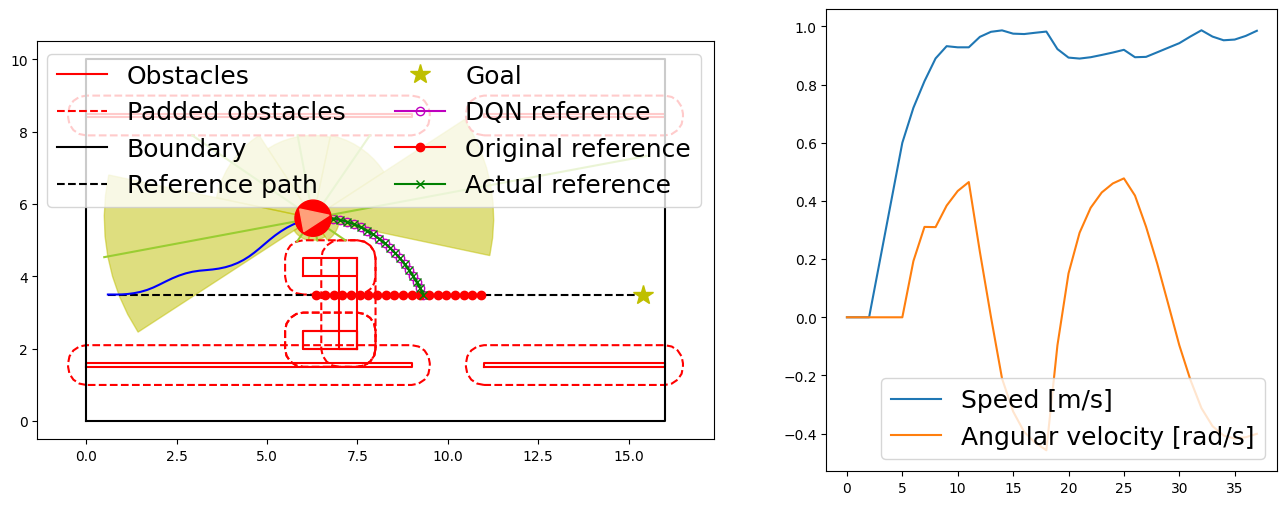 10
8
6
4
2
0
Obstacles
Padded obstacles
Boundary
Reference path
Goal
DQN reference
Original reference
Actual reference
0.0 2.5 5.0 7.5 10.0 12.5 15.0
1.0
0.8
0.6
0.4
0.2
0.0
−0.2
−0.4
Speed [m/s]
Angular velocity [rad/s]
0 5 10 15 20 25 30 35